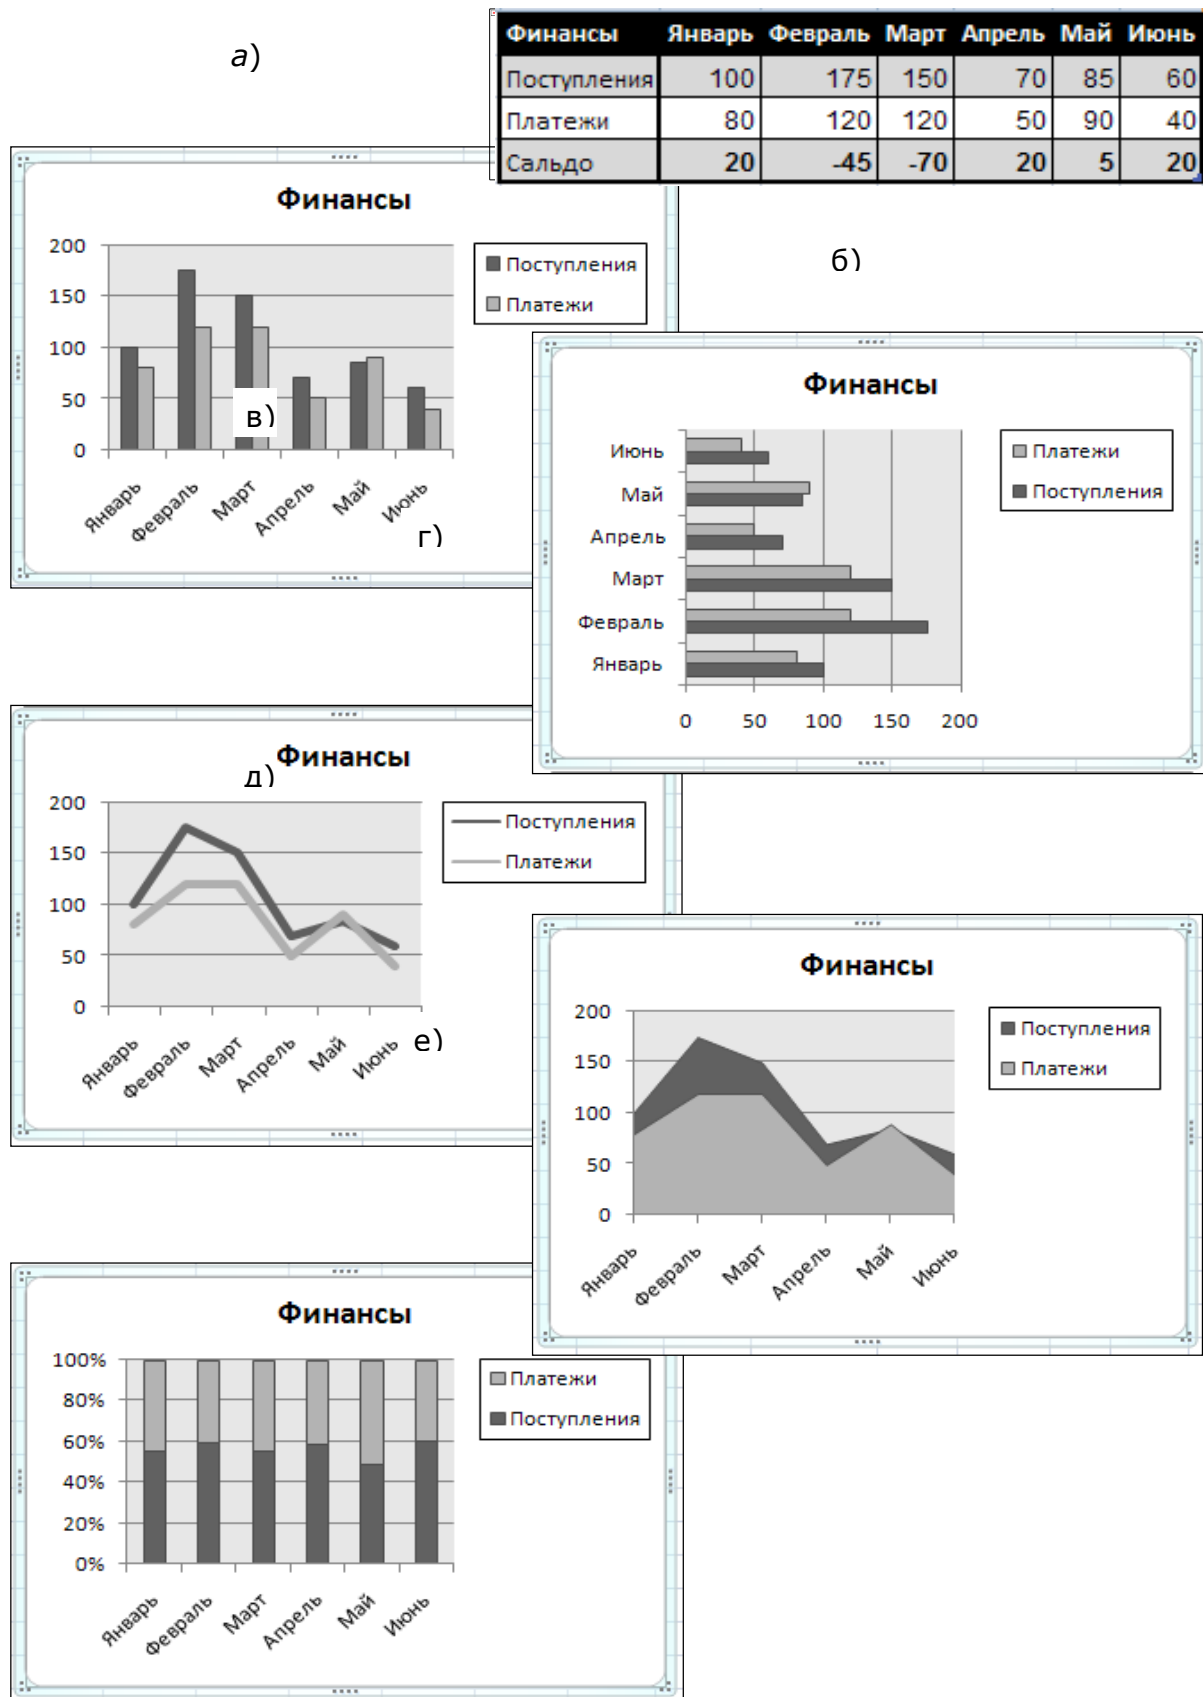 а)
Финансы Январь Февраль Март Апрель Май Июнь
Поступления 100 175 150 70 85 60
Платежи 80 120 120 50 90 40
Сальдо 20 -45 -70 20 5 20
Финансы
200
150
100
50
0
Январь Февраль Март Апрель Май Июнь
Поступления
Платежи
б)
в)
г)
Финансы
Июнь
Май
Апрель
Март
Февраль
Январь
0 50 100 150 200
Платежи
Поступления
д)
Финансы
200
150
100
50
0
Январь Февраль Март Апрель Май Июнь
Поступления
Платежи
е)
Финансы
200
150
100
50
0
Январь Февраль Март Апрель Май Июнь
Поступления
Платежи
Финансы
100%
80%
60%
40%
20%
0%
Январь Февраль Март Апрель Май Июнь
Платежи
Поступления